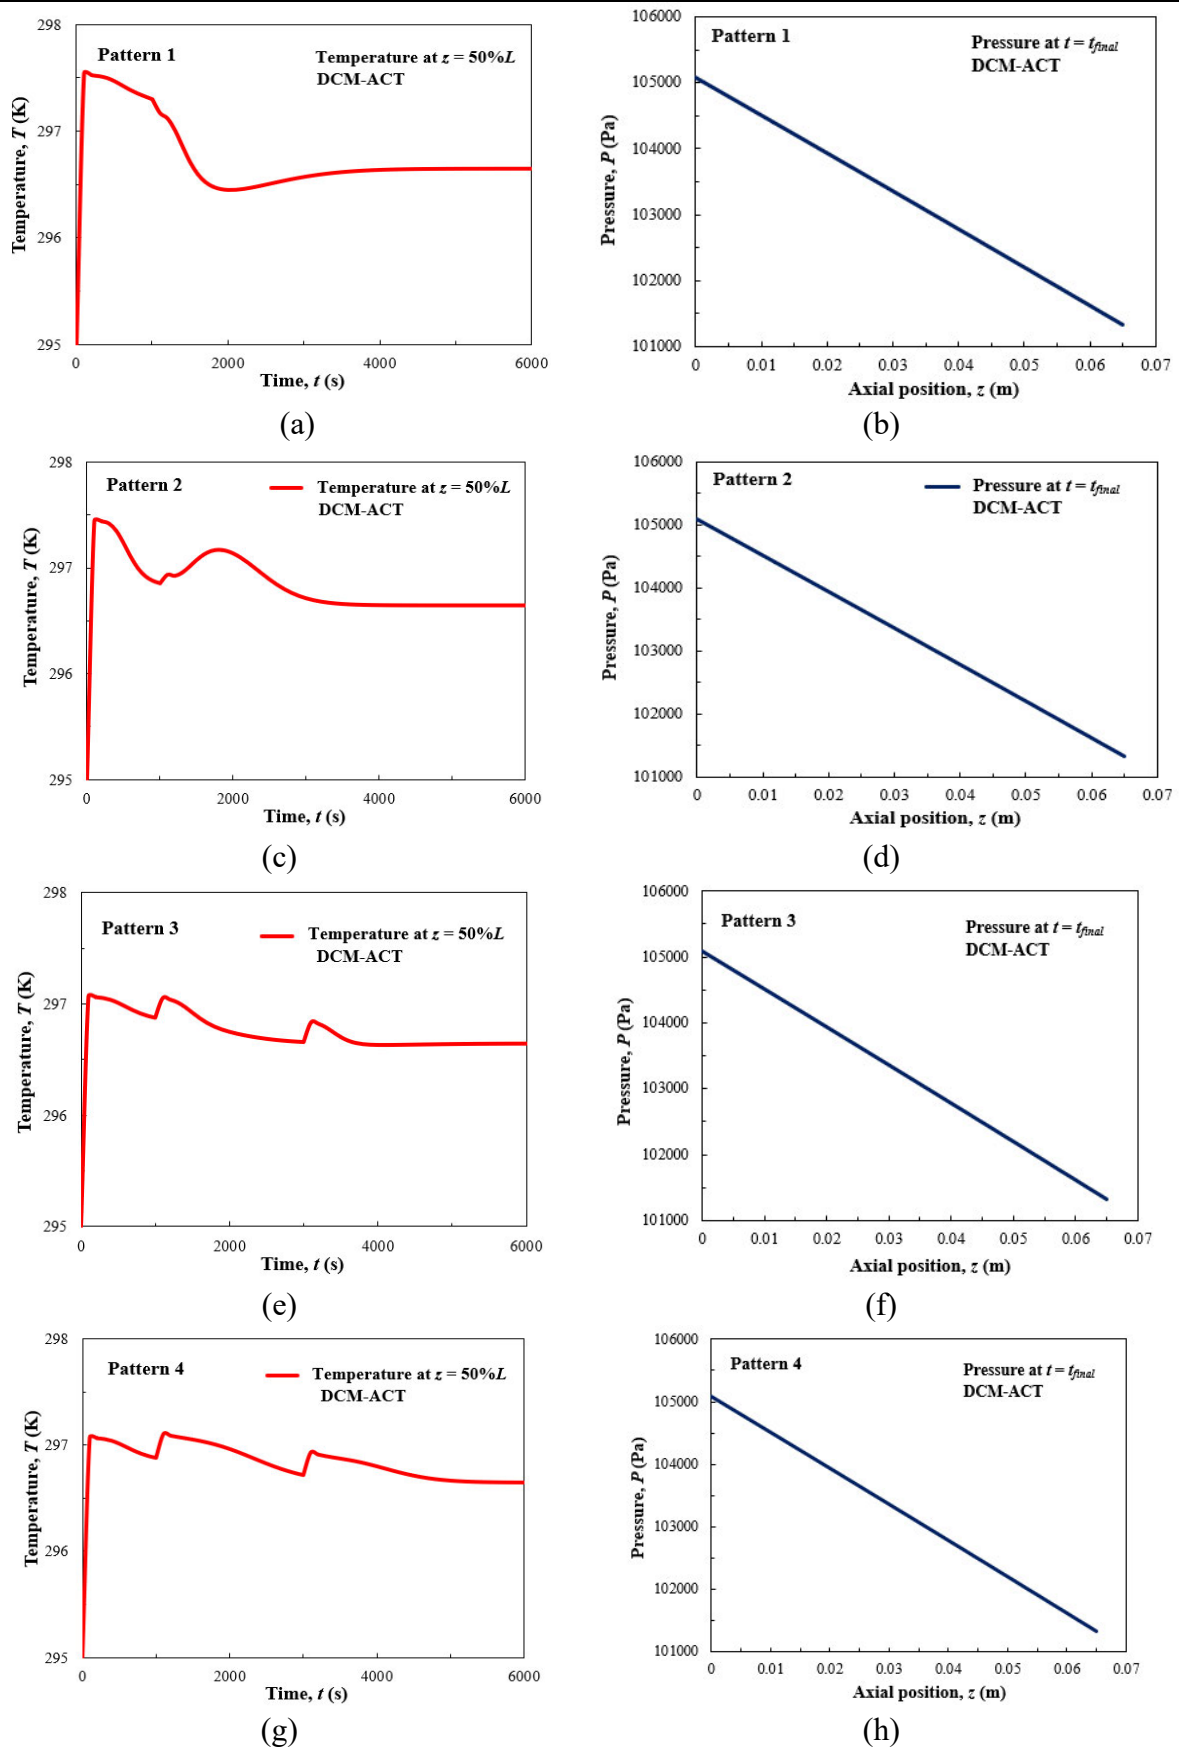 298
297
296
295
0
2000
4000
6000
Temperature, T (K)
Time, t (s)
Pattern 1
Temperature at z = 50%L
DCM-ACT
(a)
106000
105000
104000
103000
102000
101000
0
0.01
0.02
0.03
0.04
0.05
0.06
0.07
Pressure, P (Pa)
Axial position, z (m)
Pattern 1
Pressure at t = tfinal
DCM-ACT
(b)
298
297
296
295
0
2000
4000
6000
Temperature, T (K)
Time, t (s)
Pattern 2
Temperature at z = 50%L
DCM-ACT
(c)
106000
105000
104000
103000
102000
101000
0
0.01
0.02
0.03
0.04
0.05
0.06
0.07
Pressure, P (Pa)
Axial position, z (m)
Pattern 2
Pressure at t = tfinal
DCM-ACT
(d)
298
297
296
295
0
2000
4000
6000
Temperature, T (K)
Time, t (s)
Pattern 3
Temperature at z = 50%L
DCM-ACT
(e)
106000
105000
104000
103000
102000
101000
0
0.01
0.02
0.03
0.04
0.05
0.06
0.07
Pressure, P (Pa)
Axial position, z (m)
Pattern 3
Pressure at t = tfinal
DCM-ACT
(f)
298
297
296
295
0
2000
4000
6000
Temperature, T (K)
Time, t (s)
Pattern 4
Temperature at z = 50%L
DCM-ACT
(g)
106000
105000
104000
103000
102000
101000
0
0.01
0.02
0.03
0.04
0.05
0.06
0.07
Pressure, P (Pa)
Axial position, z (m)
Pattern 4
Pressure at t = tfinal
DCM-ACT
(h)